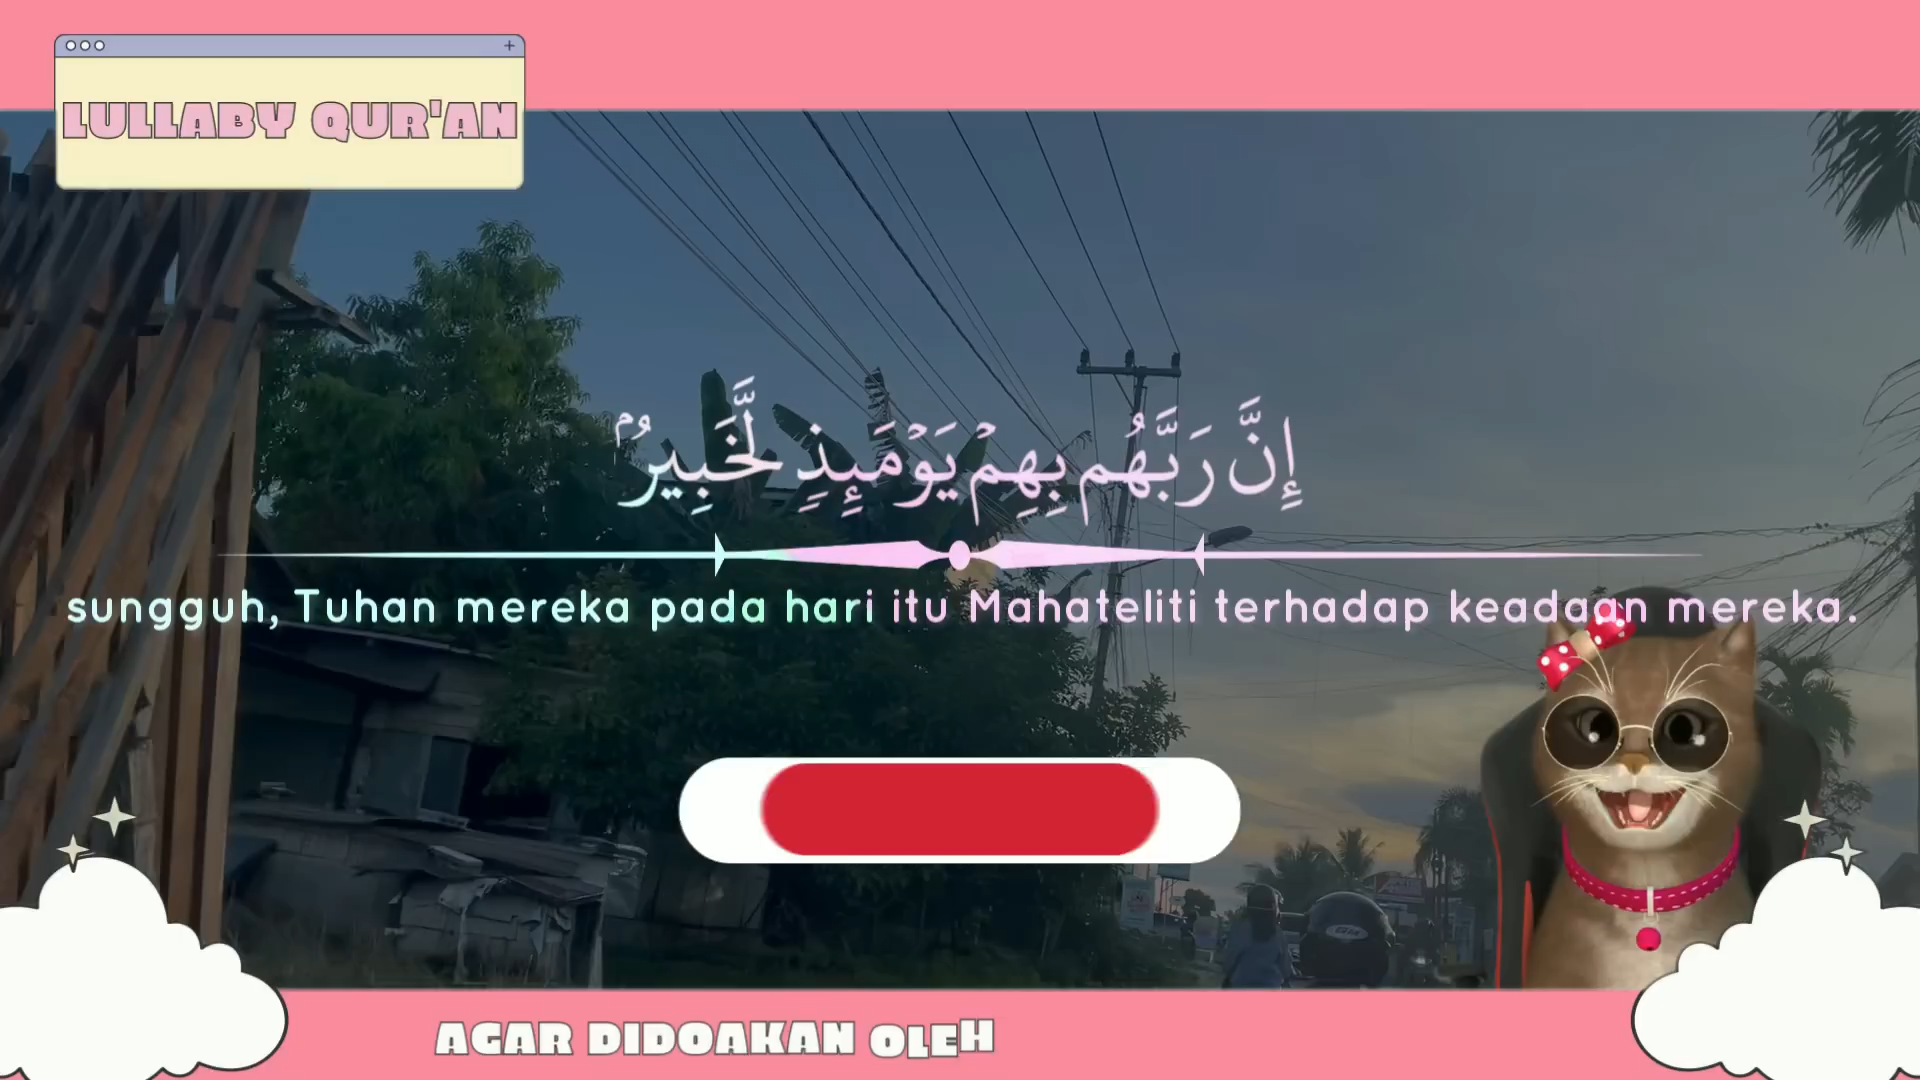 LULLABY QUR'AN
إِنَّ رَبَّهُم بِهِمْ يَوْمَئِذٍ لَّخَبِيرٌۢ
sungguh, Tuhan mereka pada hari itu Mahateliti terhadap keadaan mereka.
AGAR DIDOAKAN OLEH